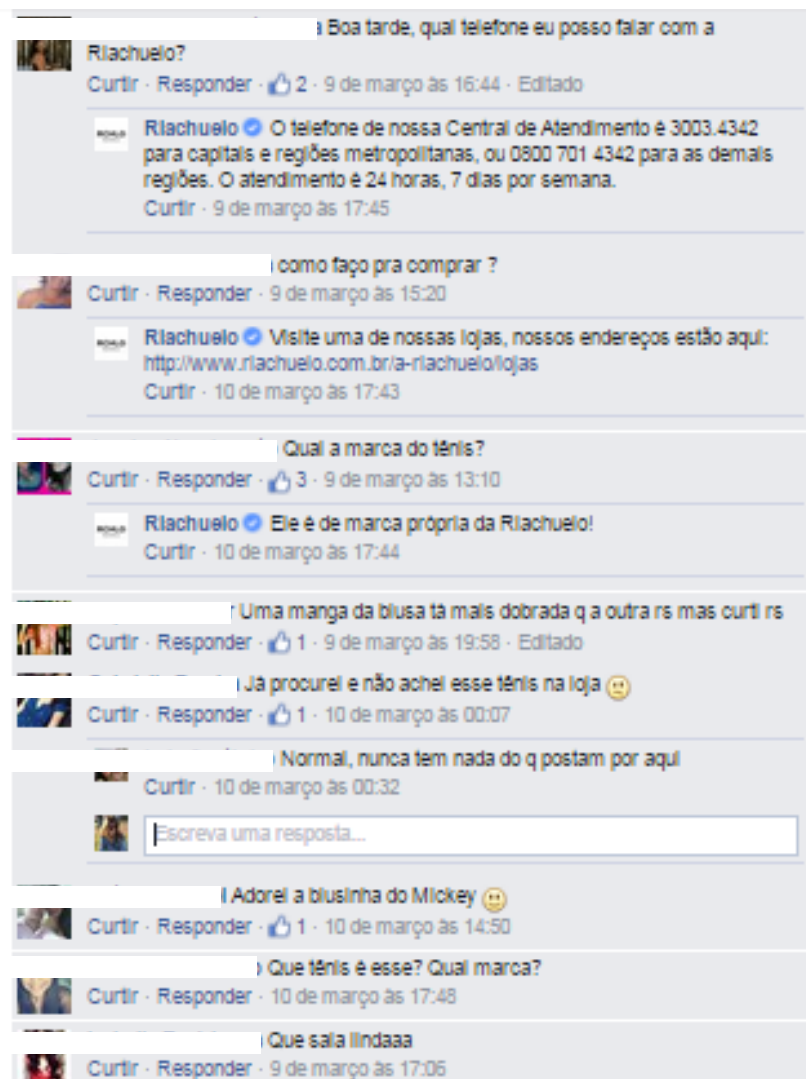 Boa tarde, qual telefone eu posso falar com a
Riachuelo?
Curtir · Responder · 2 · 9 de março às 16:44 · Editado
Riachuelo O telefone de nossa Central de Atendimento é 3003.4342
para capitais e regiões metropolitanas, ou 0800 701 4342 para as demais
regiões. O atendimento é 24 horas, 7 dias por semana.
Curtir · 9 de março às 17:45
como faço pra comprar ?
Curtir · Responder · 9 de março às 15:20
Riachuelo Visite uma de nossas lojas, nossos endereços estão aqui:
http://www.riachuelo.com.br/a-riachuelo/lojas
Curtir · 10 de março às 17:43
Qual a marca do tênis?
Curtir · Responder · 3 · 9 de março às 13:10
Riachuelo Ele é de marca própria da Riachuelo!
Curtir · 10 de março às 17:44
Uma manga da blusa tá mais dobrada q a outra rs mas curti rs
Curtir · Responder · 1 · 9 de março às 19:58 · Editado
Já procurei e não achei esse tênis na loja
Curtir · Responder · 1 · 10 de março às 00:07
Normal, nunca tem nada do q postam por aqui
Curtir · 10 de março às 00:32
Escreva uma resposta...
Adorei a blusinha do Mickey
Curtir · Responder · 1 · 10 de março às 14:50
Que tênis é esse? Qual marca?
Curtir · Responder · 10 de março às 17:48
Que saia lindaaa
Curtir · Responder · 9 de março às 17:06